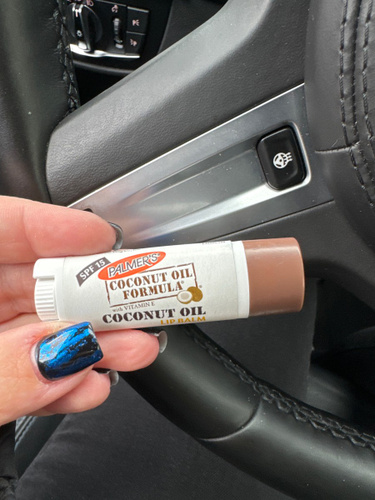 SPF 15
PALMER'S
COCONUT OIL
FORMULA
with VITAMIN E
COCONUT OIL
LIP BALM